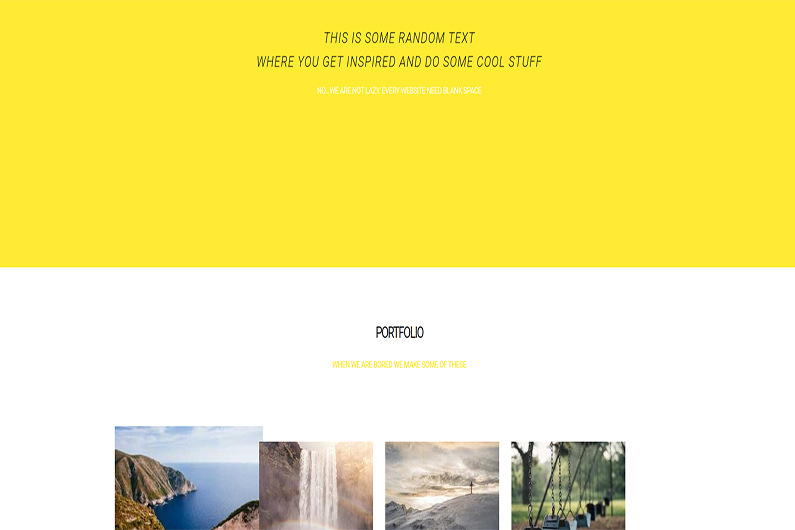 THIS IS SOME RANDOM TEXT
WHERE YOU GET INSPIRED AND DO SOME COOL STUFF
NO.. WE ARE NOT LAZY. EVERY WEBSITE NEED BLANK SPACE
PORTFOLIO
WHEN WE ARE BORED WE MAKE SOME OF THESE